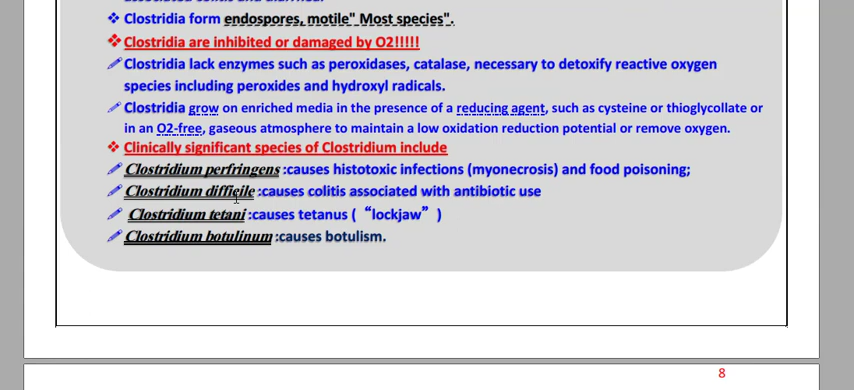 associated colitis and diarrhea.
❖ Clostridia form endospores, motile" Most species".
❖ Clostridia are inhibited or damaged by O2!!!!!
Clostridia lack enzymes such as peroxidases, catalase, necessary to detoxify reactive oxygen
species including peroxides and hydroxyl radicals.
Clostridia grow on enriched media in the presence of a reducing agent, such as cysteine or thioglycollate or
in an O2-free, gaseous atmosphere to maintain a low oxidation reduction potential or remove oxygen.
❖ Clinically significant species of Clostridium include
Clostridium perfringens :causes histotoxic infections (myonecrosis) and food poisoning;
Clostridium difficile :causes colitis associated with antibiotic use
Clostridium tetani :causes tetanus ( “lockjaw” )
Clostridium botulinum :causes botulism.
8